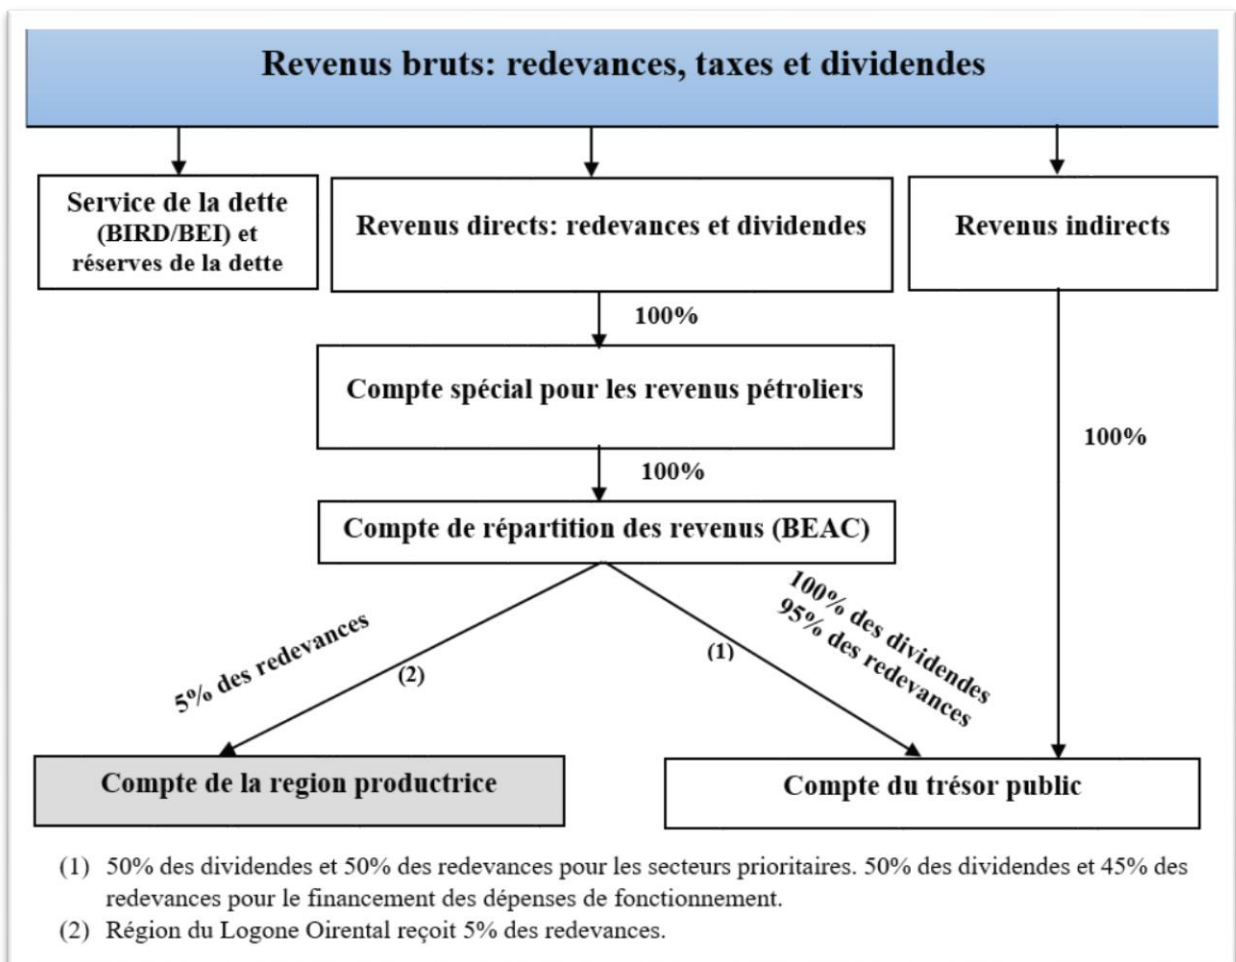 Revenus bruts: redevances, taxes et dividendes
Service de la dette
(BIRD/BEI) et
réserves de la dette
Revenus directs: redevances et dividendes
Revenus indirects
100%
Compte spécial pour les revenus pétroliers
100%
100%
Compte de répartition des revenus (BEAC)
5% des redevances
(2)
(1)
100% des dividendes
95% des redevances
Compte de la region productrice
Compte du trésor public
(1) 50% des dividendes et 50% des redevances pour les secteurs prioritaires. 50% des dividendes et 45% des
redevances pour le financement des dépenses de fonctionnement.
(2) Région du Logone Oirental reçoit 5% des redevances.